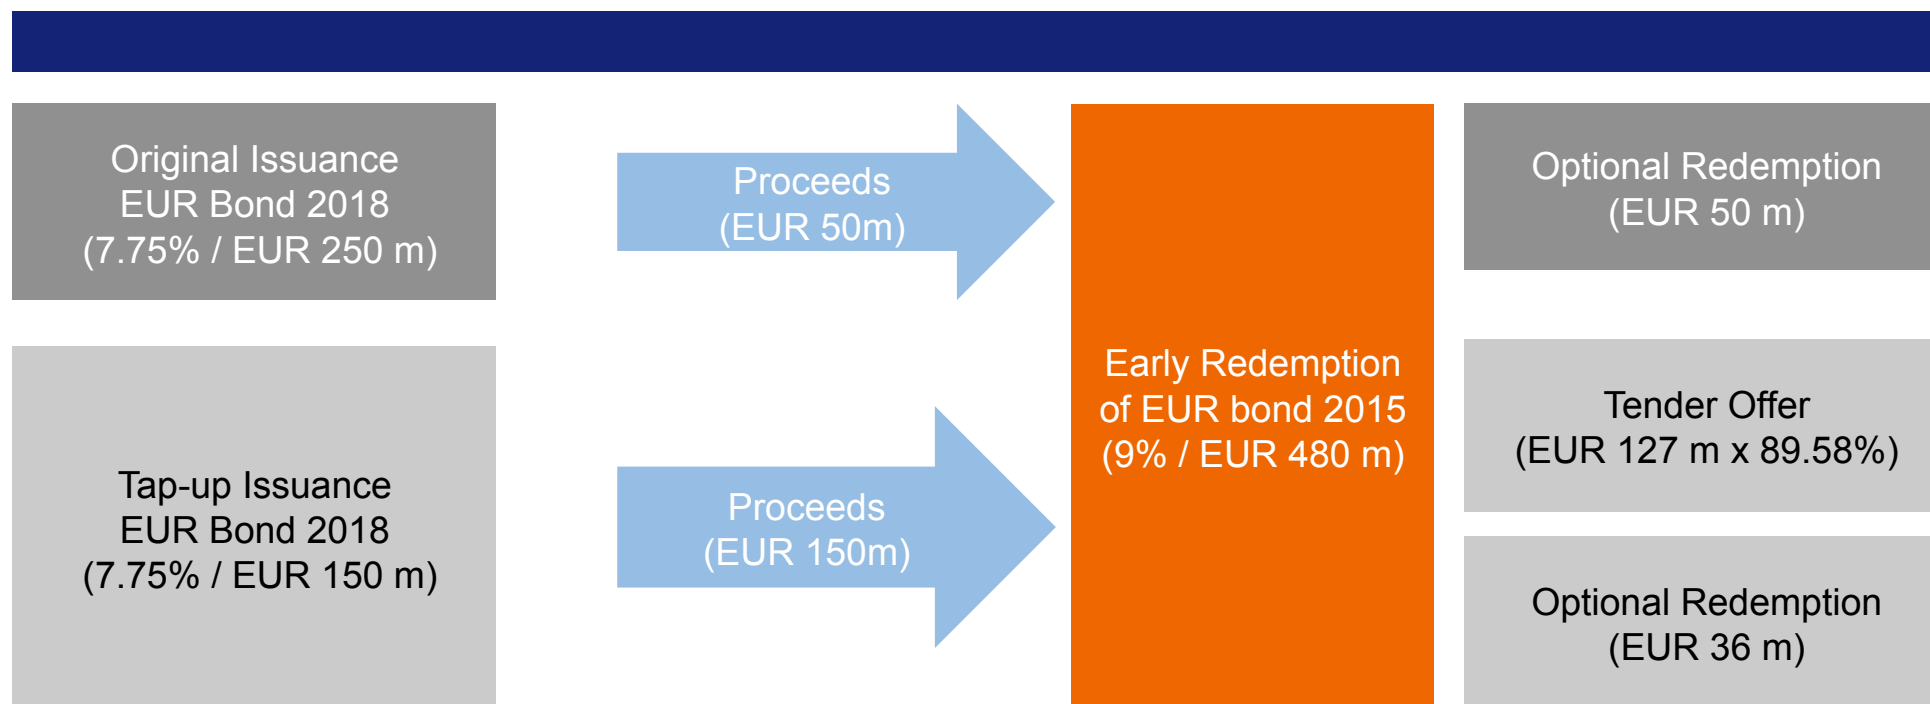 Original Issuance
EUR Bond 2018
(7.75% / EUR 250 m)
Proceeds
(EUR 50m)
Optional Redemption
(EUR 50 m)
Early Redemption
of EUR bond 2015
(9% / EUR 480 m)
Tender Offer
(EUR 127 m x 89.58%)
Tap-up Issuance
EUR Bond 2018
(7.75% / EUR 150 m)
Proceeds
(EUR 150m)
Optional Redemption
(EUR 36 m)